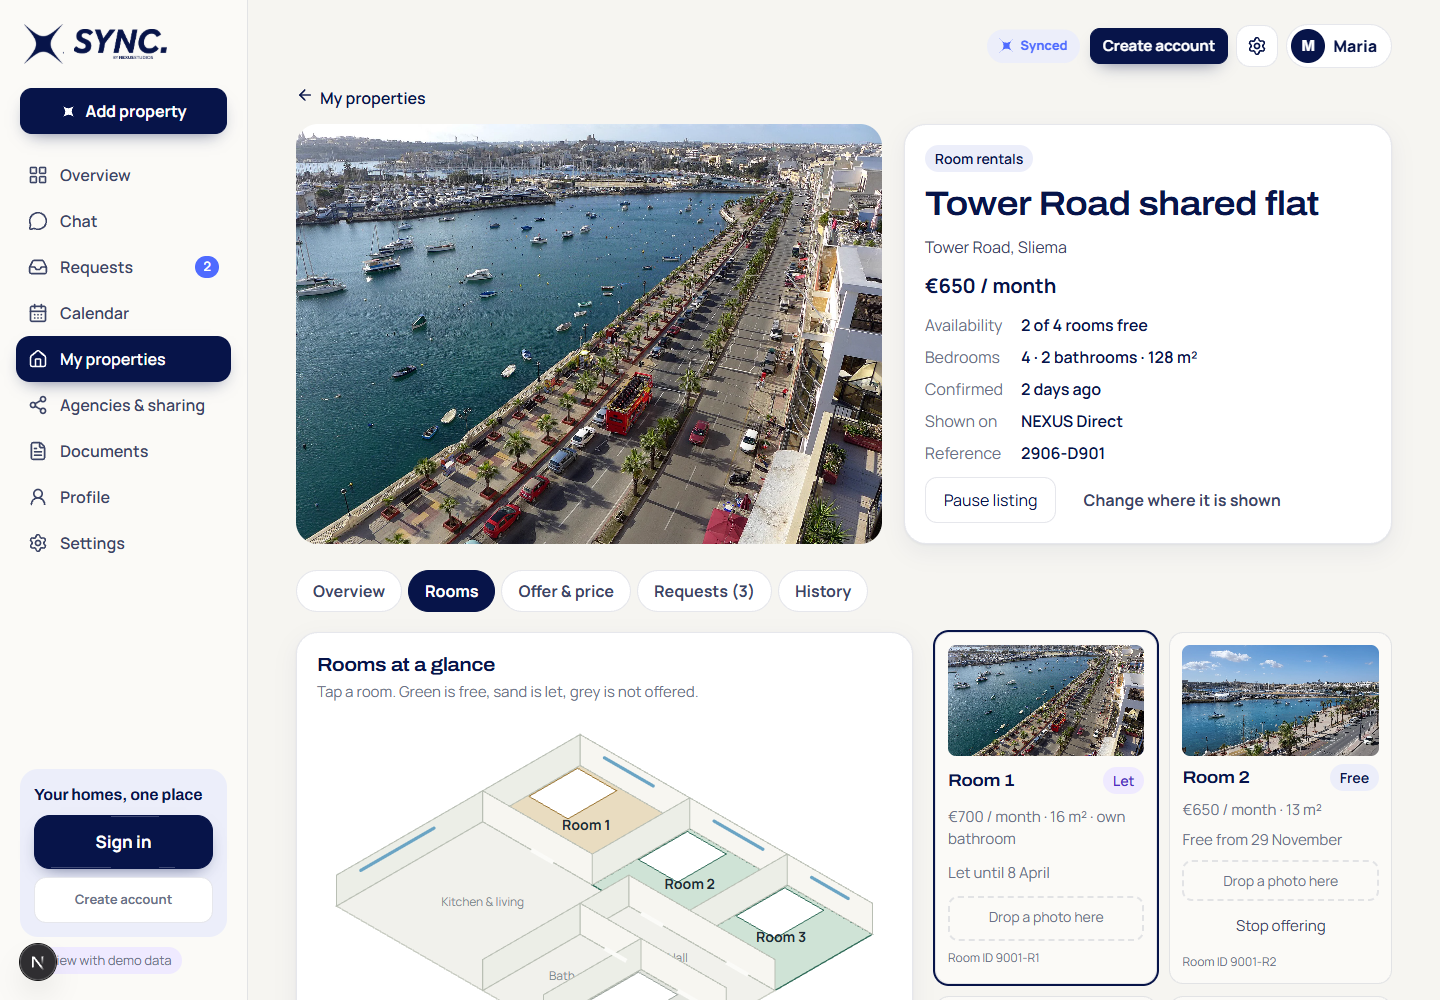 SYNC.
BY NEXUS STUDIOS
Add property
Overview
Chat
Requests
2
Calendar
My properties
Agencies & sharing
Documents
Profile
Settings
Your homes, one place
Sign in
Create account
N
iew with demo data
Synced
Create account
M
Maria
My properties
Room rentals
Tower Road shared flat
Tower Road, Sliema
€650 / month
Availability 2 of 4 rooms free
Bedrooms 4 · 2 bathrooms · 128 m²
Confirmed 2 days ago
Shown on NEXUS Direct
Reference 2906-D901
Pause listing
Change where it is shown
Overview
Rooms
Offer & price
Requests (3)
History
Rooms at a glance
Tap a room. Green is free, sand is let, grey is not offered.
Room 1
Room 2
Kitchen & living
Room 3
Bath
Room 1
Let
€700 / month · 16 m² · own
bathroom
Let until 8 April
Drop a photo here
Room ID 9001-R1
Room 2
Free
€650 / month · 13 m²
Free from 29 November
Drop a photo here
Stop offering
Room ID 9001-R2